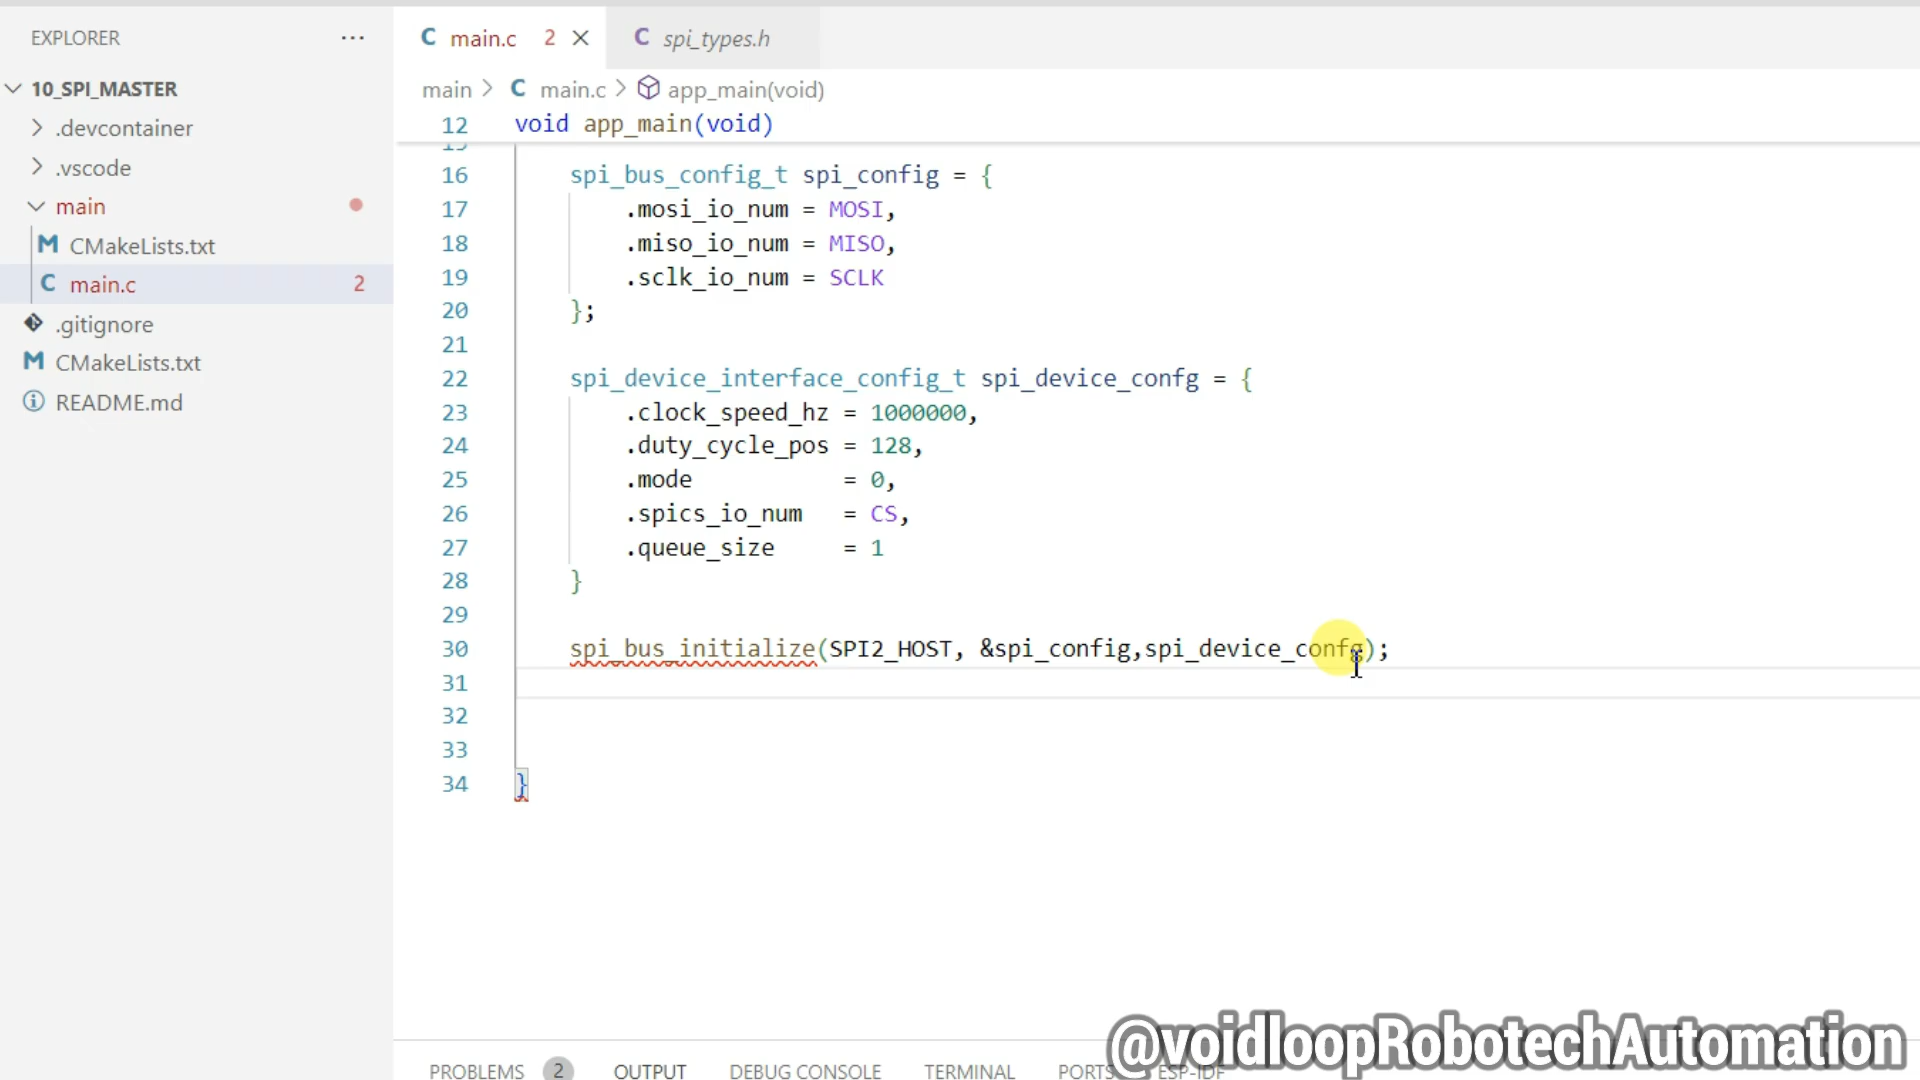 EXPLORER
10_SPI_MASTER
.devcontainer
.vscode
main
M CMakeLists.txt
C main.c 2
.gitignore
M CMakeLists.txt
README.md
C main.c 2
C spi_types.h
main > C main.c > app_main(void)
12 void app_main(void)
16 spi_bus_config_t spi_config = {
17 .mosi_io_num = MOSI,
18 .miso_io_num = MISO,
19 .sclk_io_num = SCLK
20 };
21
22 spi_device_interface_config_t spi_device_confg = {
23 .clock_speed_hz = 1000000,
24 .duty_cycle_pos = 128,
25 .mode = 0,
26 .spics_io_num = CS,
27 .queue_size = 1
28 }
29
30 spi_bus_initialize(SPI2_HOST, &spi_config,spi_device_confg);
31
32
33
34 }
PROBLEMS 2 OUTPUT DEBUG CONSOLE TERMINAL PORTS ESP-IDF
@voidloopRobotechAutomation